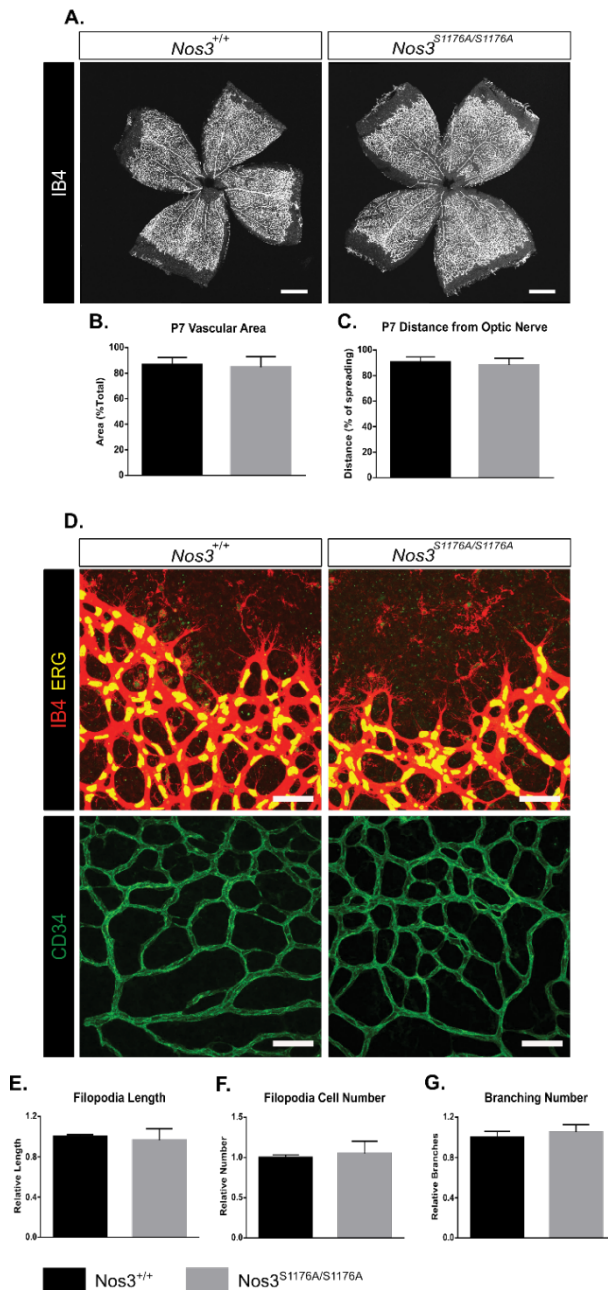 A.
Nos3+/+
Nos3S1176A/S1176A
IB4
B.
P7 Vascular Area
Area (%Total)
100
80
60
40
20
0
C.
P7 Distance from Optic Nerve
Distance (% of spreading)
100
80
60
40
20
0
D.
Nos3+/+
Nos3S1176A/S1176A
IB4 ERG
CD34
E.
Filopodia Length
Relative Length
1.2
0.8
0.4
0.0
F.
Filopodia Cell Number
Relative Number
1.5
1.0
0.5
0.0
G.
Branching Number
Relative Branches
1.2
0.8
0.4
0.0
Nos3+/+
Nos3S1176A/S1176A